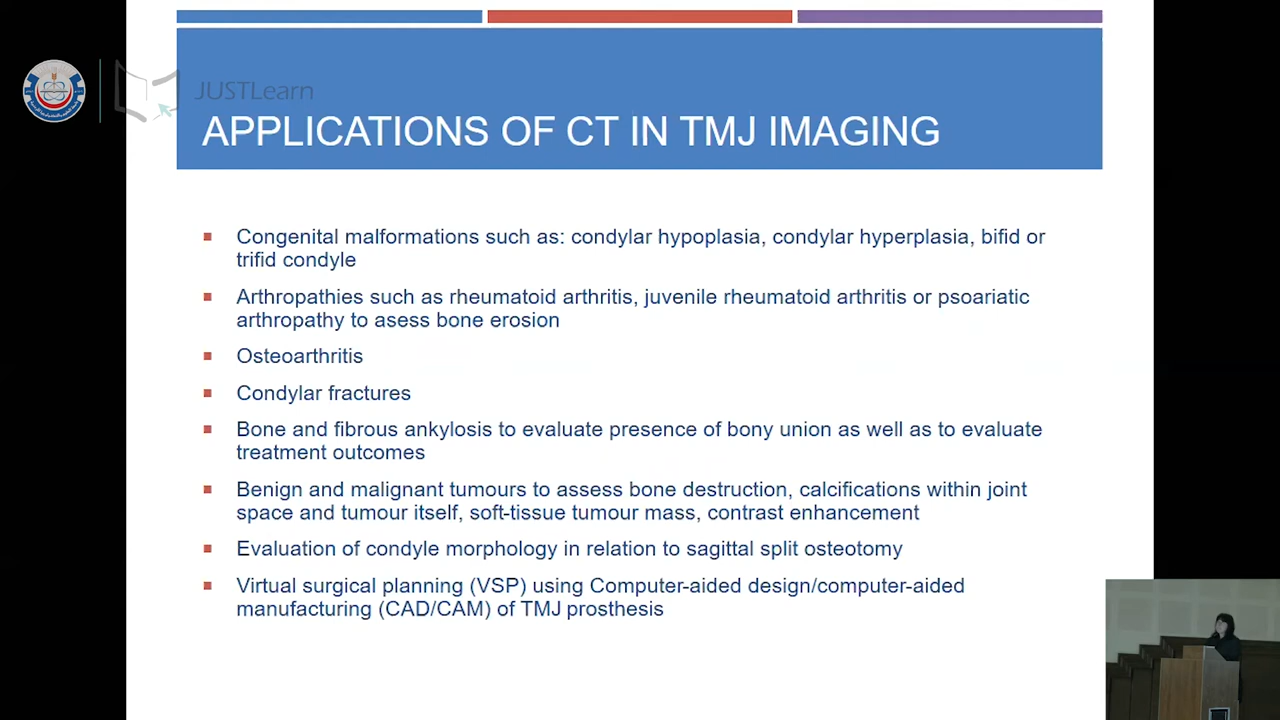 JUSTLearn
APPLICATIONS OF CT IN TMJ IMAGING
Congenital malformations such as: condylar hypoplasia, condylar hyperplasia, bifid or
trifid condyle
Arthropathies such as rheumatoid arthritis, juvenile rheumatoid arthritis or psoariatic
arthropathy to asess bone erosion
Osteoarthritis
Condylar fractures
Bone and fibrous ankylosis to evaluate presence of bony union as well as to evaluate
treatment outcomes
Benign and malignant tumours to assess bone destruction, calcifications within joint
space and tumour itself, soft-tissue tumour mass, contrast enhancement
Evaluation of condyle morphology in relation to sagittal split osteotomy
Virtual surgical planning (VSP) using Computer-aided design/computer-aided
manufacturing (CAD/CAM) of TMJ prosthesis